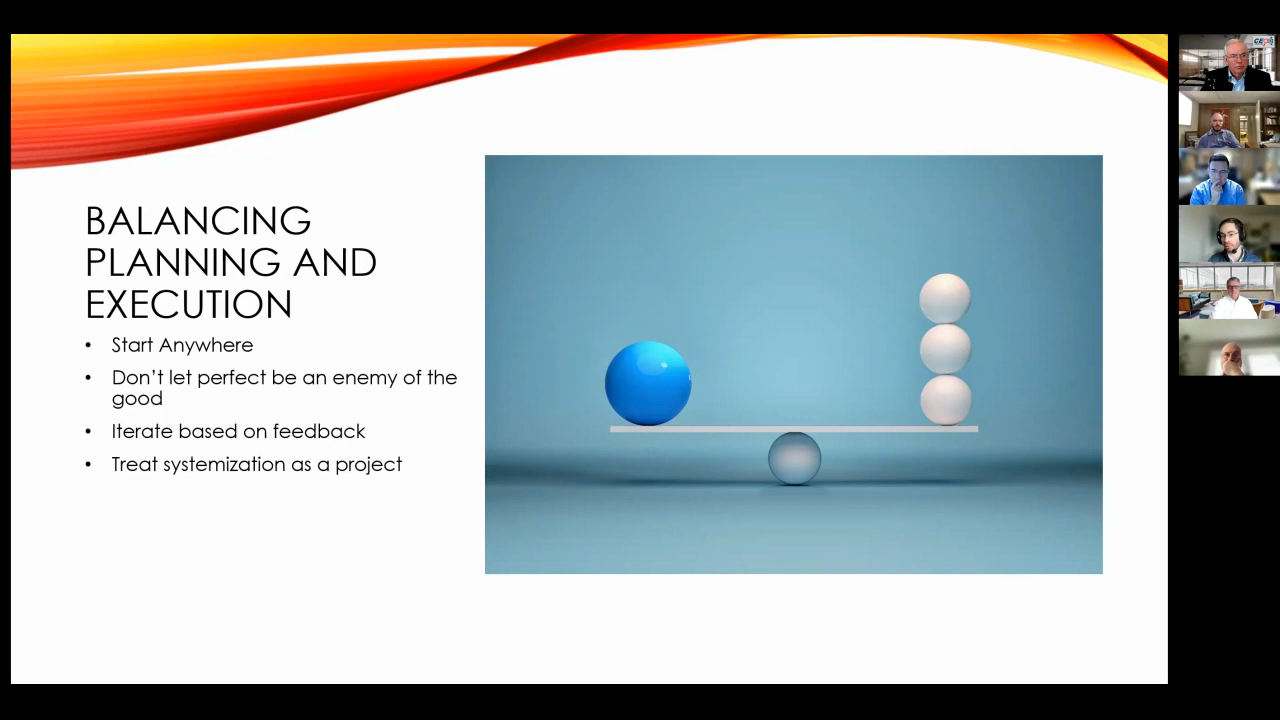 BALANCING
PLANNING AND
EXECUTION
• Start Anywhere
• Don’t let perfect be an enemy of the
good
• Iterate based on feedback
• Treat systemization as a project